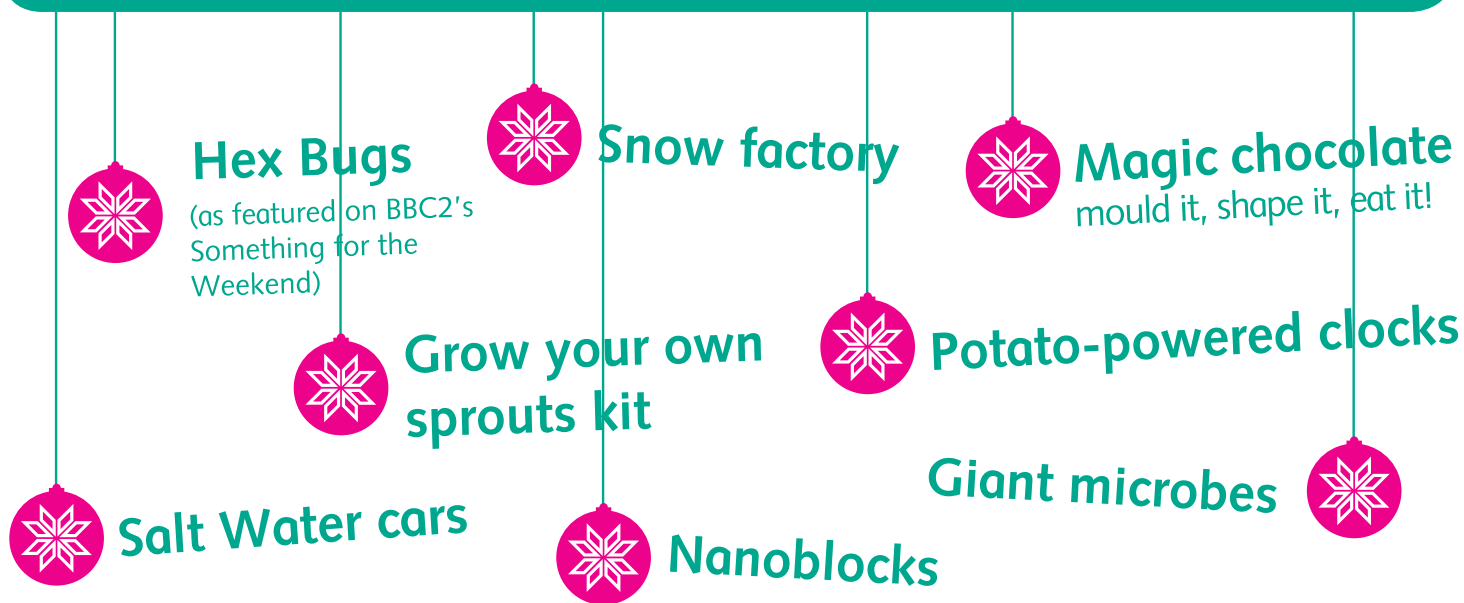 Hex Bugs
(as featured on BBC2's
Something for the
Weekend)
Snow factory
Magic chocolate
mould it, shape it, eat it!
Grow your own
sprouts kit
Potato-powered clocks
Salt Water cars
Nanoblocks
Giant microbes